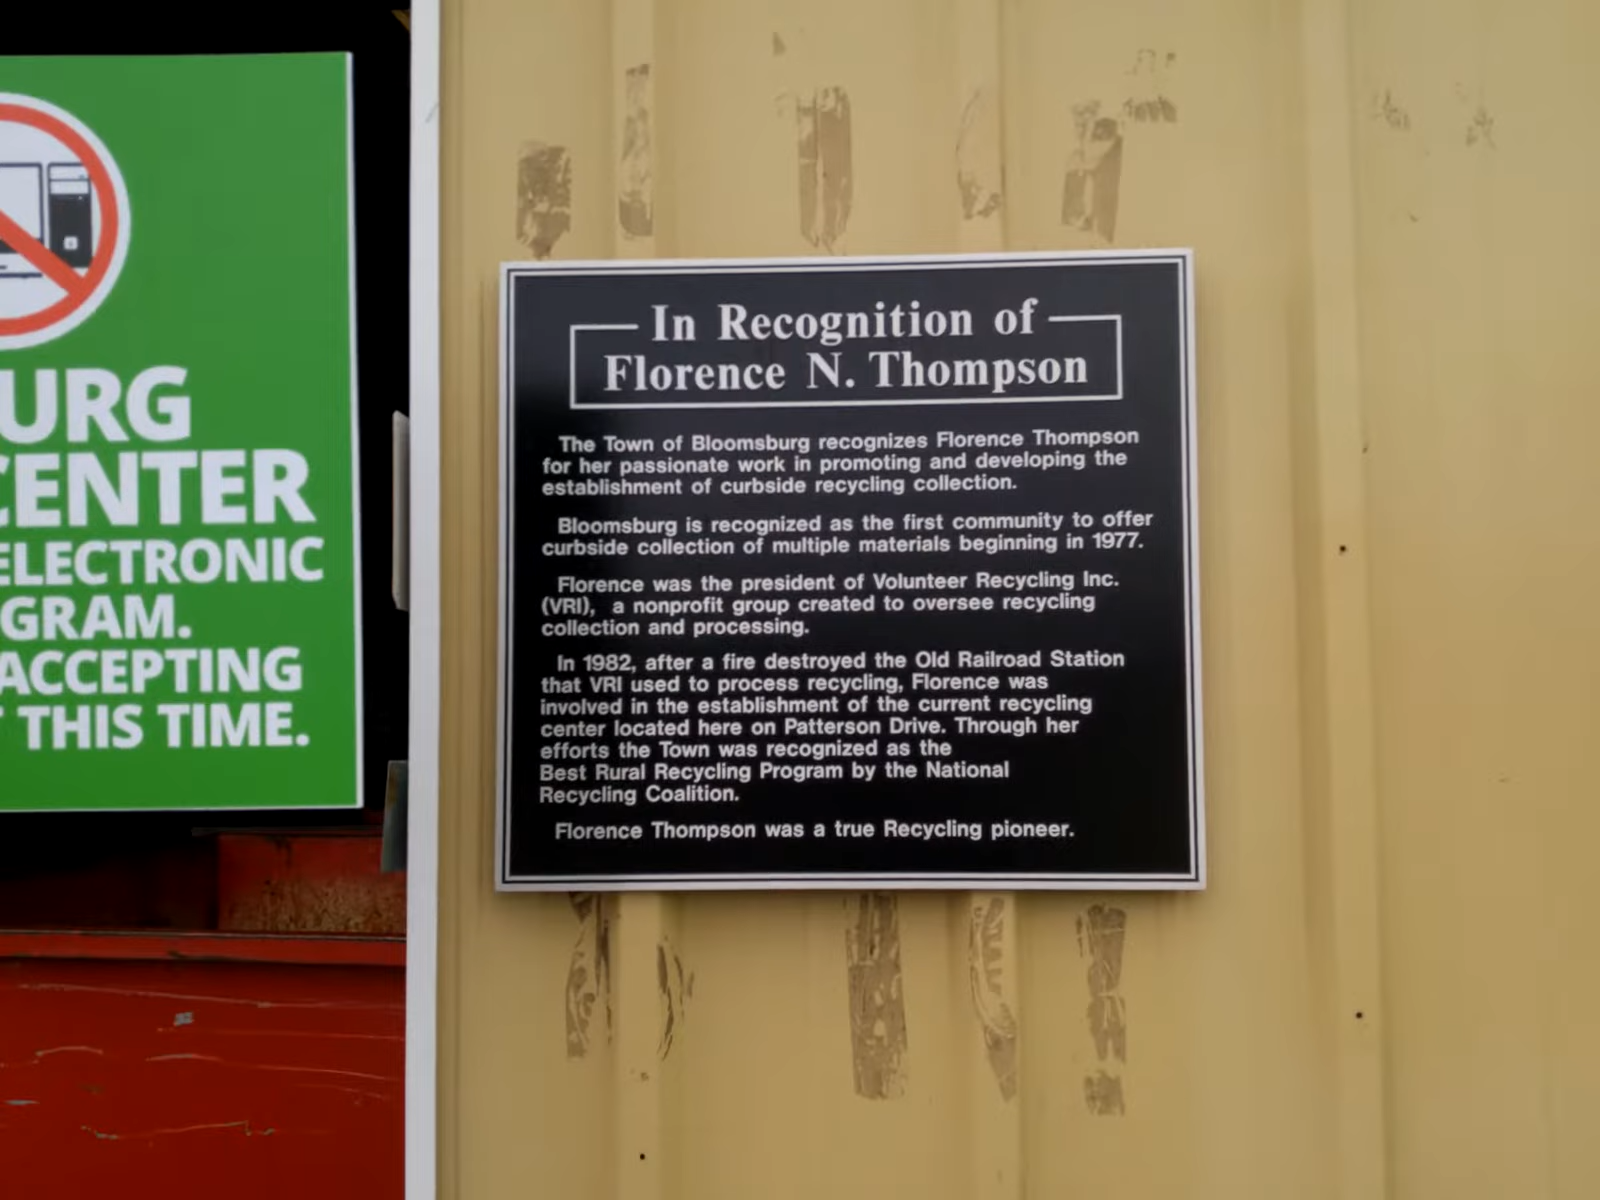 URG
CENTER
ELECTRONIC
GRAM.
ACCEPTING
THIS TIME.
In Recognition of
Florence N. Thompson
The Town of Bloomsburg recognizes Florence Thompson
for her passionate work in promoting and developing the
establishment of curbside recycling collection.
Bloomsburg is recognized as the first community to offer
curbside collection of multiple materials beginning in 1977.
Florence was the president of Volunteer Recycling Inc.
(VRI), a nonprofit group created to oversee recycling
collection and processing.
In 1982, after a fire destroyed the Old Railroad Station
that VRI used to process recycling, Florence was
involved in the establishment of the current recycling
center located here on Patterson Drive. Through her
efforts the Town was recognized as the
Best Rural Recycling Program by the National
Recycling Coalition.
Florence Thompson was a true Recycling pioneer.